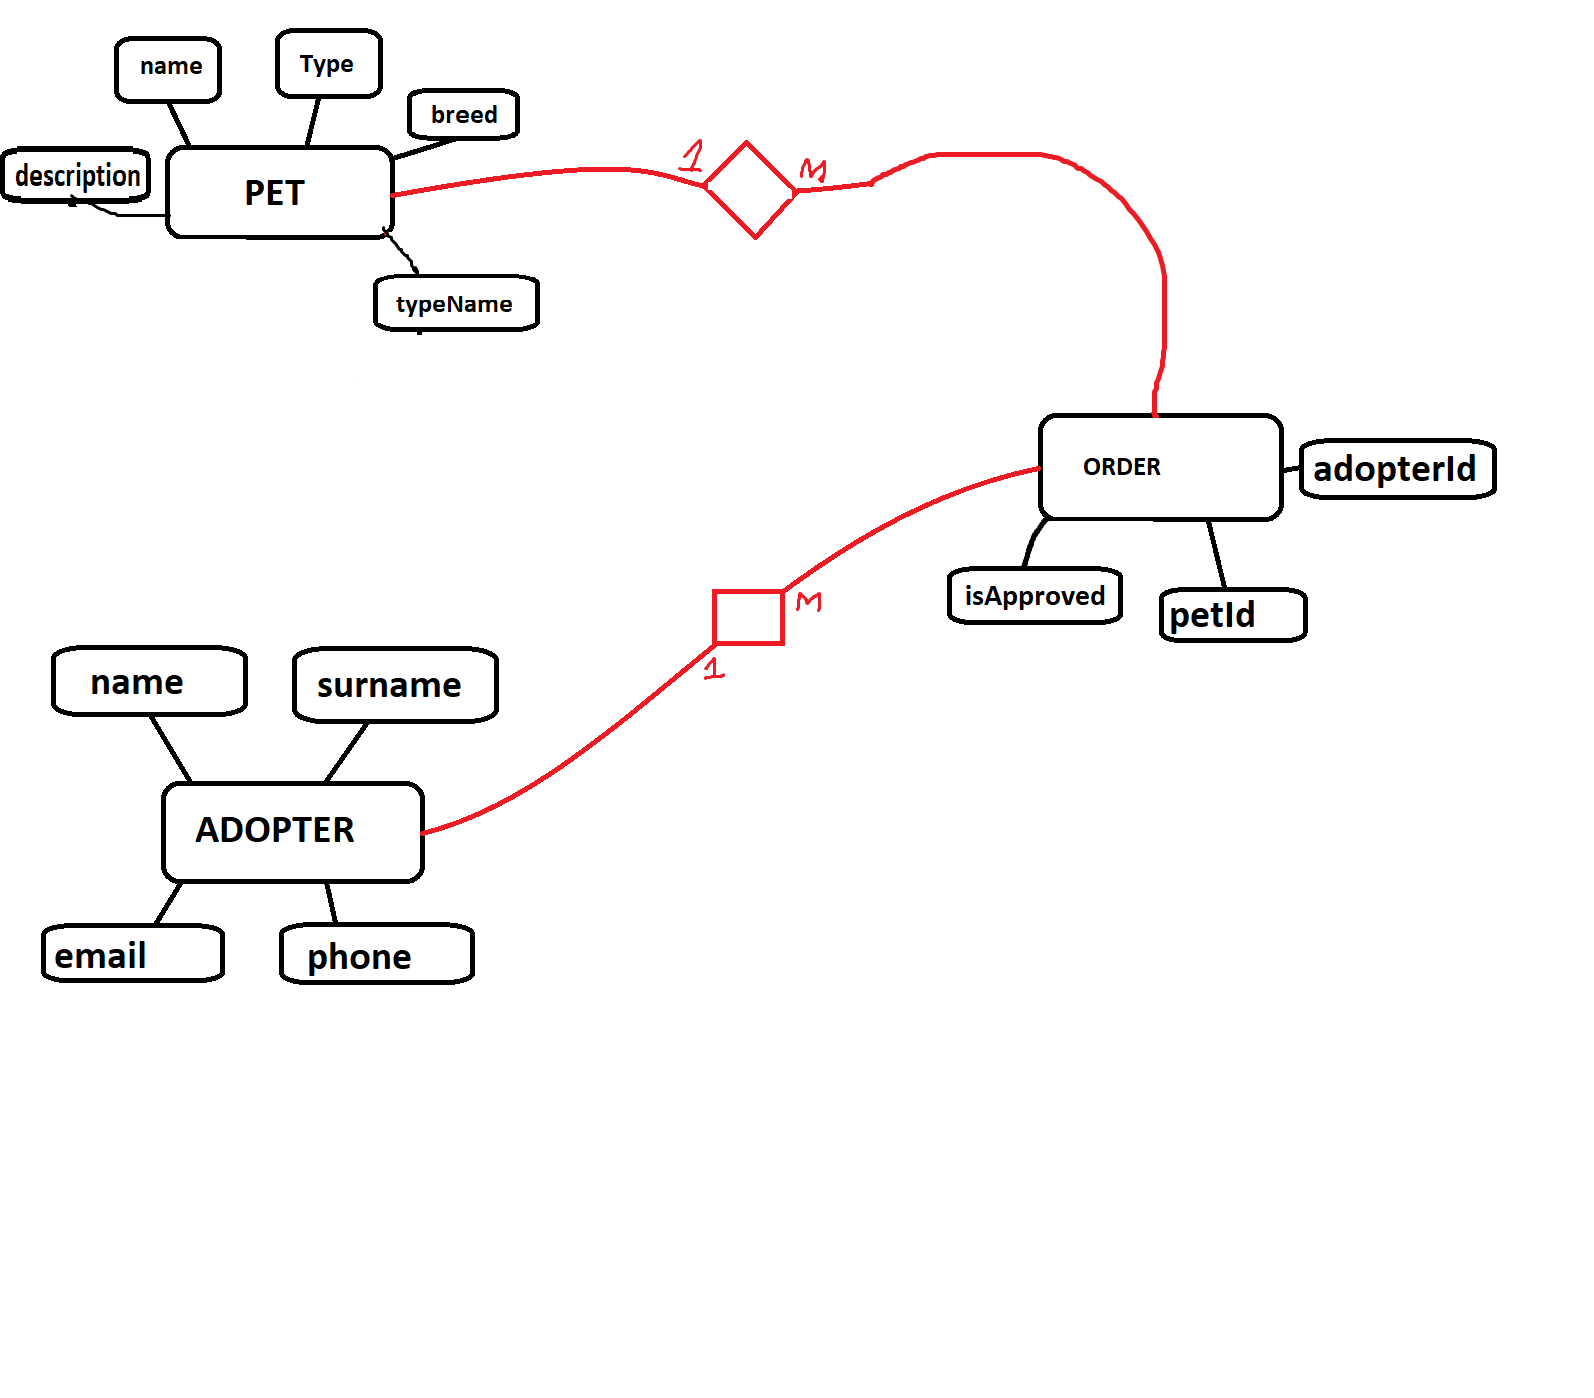 name
Type
breed
description
PET
1
M
typeName
ORDER
adopterId
isApproved
petId
M
1
name
surname
ADOPTER
email
phone